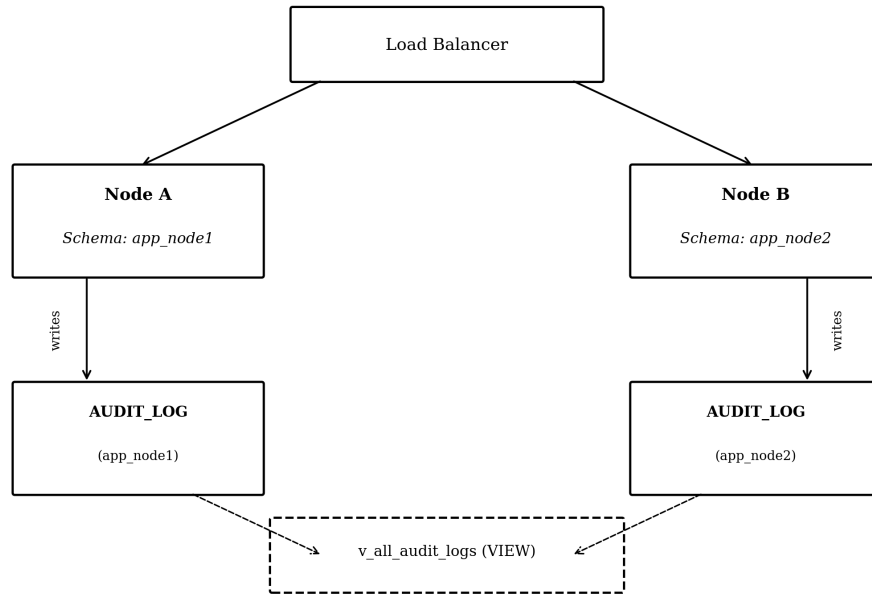 Load Balancer
Node A
Schema: app_node1
Node B
Schema: app_node2
writes
writes
AUDIT_LOG
(app_node1)
AUDIT_LOG
(app_node2)
v_all_audit_logs (VIEW)